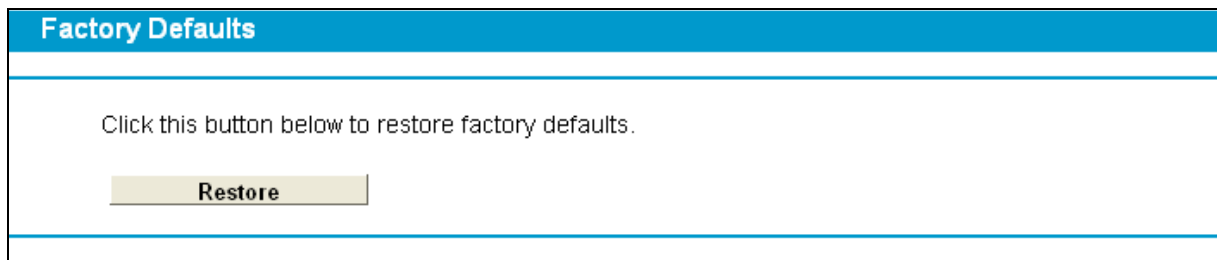 Factory Defaults
Click this button below to restore factory defaults.
Restore